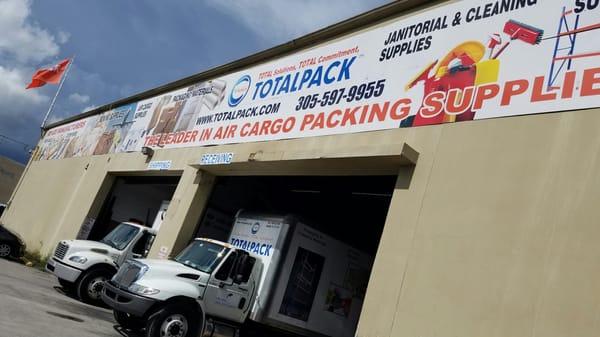 JANITORIAL & CLEANING
SUPPLIES
TOTAL Solutions, TOTAL Commitment.
TOTALPACK
WWW.TOTALPACK.COM
305-597-9955
THE LEADER IN AIR CARGO PACKING SUPPLIES
SHIPPING
RECEIVING
TOTALPACK